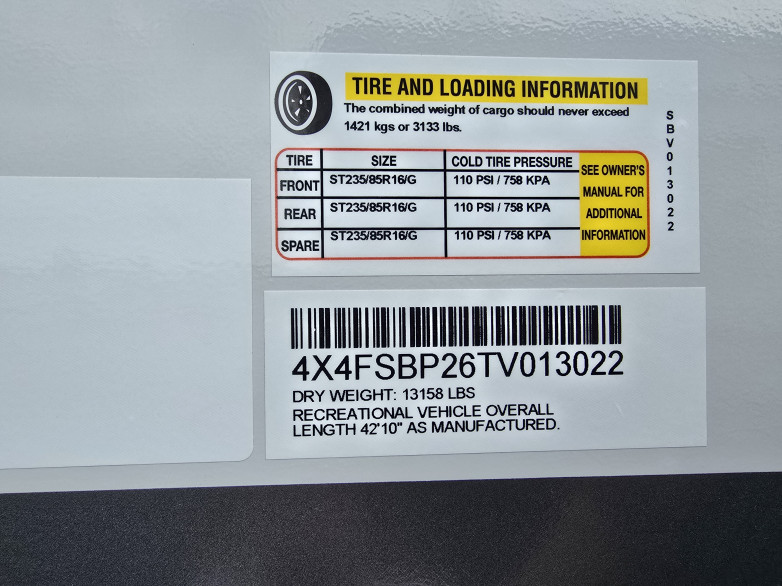 TIRE AND LOADING INFORMATION
The combined weight of cargo should never exceed
1421 kgs or 3133 lbs.
TIRE SIZE COLD TIRE PRESSURE
FRONT ST235/85R16/G 110 PSI / 758 KPA
REAR ST235/85R16/G 110 PSI / 758 KPA
SPARE ST235/85R16/G 110 PSI / 758 KPA
SEE OWNER'S
MANUAL FOR
ADDITIONAL
INFORMATION
SBV013022
4X4FSBP26TV013022
DRY WEIGHT: 13158 LBS
RECREATIONAL VEHICLE OVERALL
LENGTH 42'10" AS MANUFACTURED.